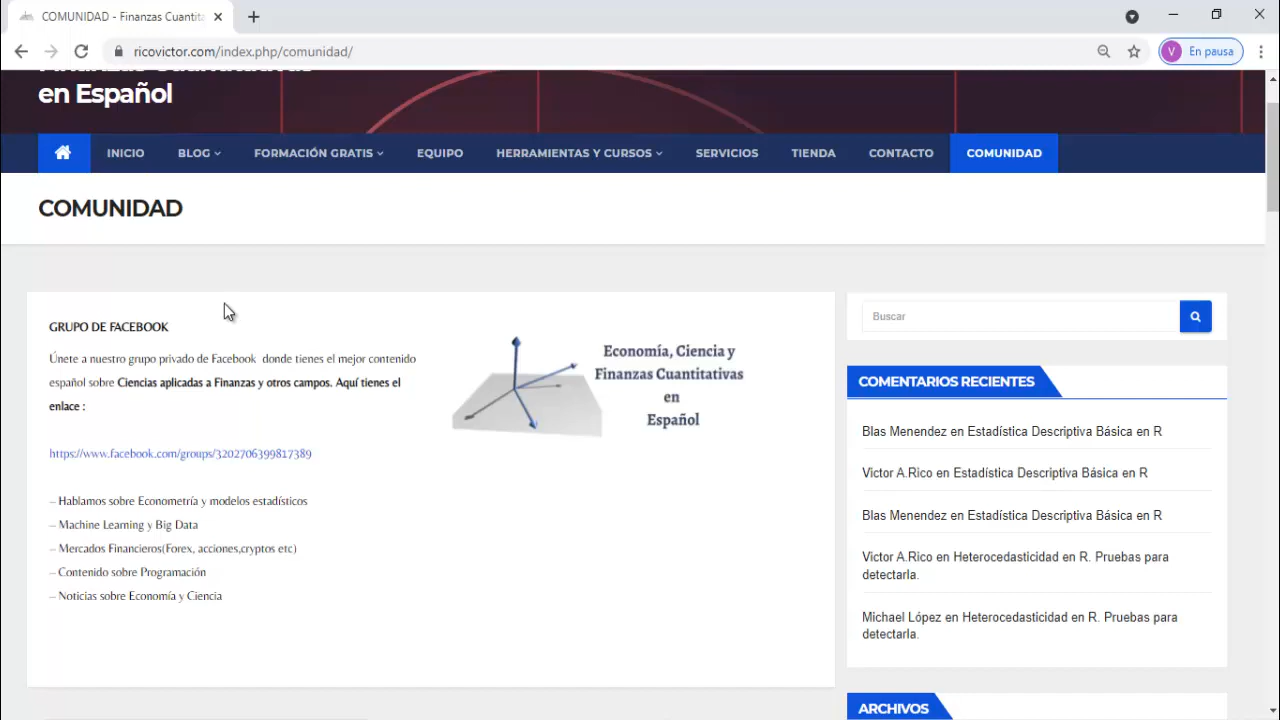 COMUNIDAD - Finanzas Cuantita
ricovictor.com/index.php/comunidad/
V
En pausa
en Español
INICIO
BLOG
FORMACIÓN GRATIS
EQUIPO
HERRAMIENTAS Y CURSOS
SERVICIOS
TIENDA
CONTACTO
COMUNIDAD
COMUNIDAD
GRUPO DE FACEBOOK
Únete a nuestro grupo privado de Facebook donde tienes el mejor contenido
español sobre Ciencias aplicadas a Finanzas y otros campos. Aquí tienes el
enlace :
https://www.facebook.com/groups/3202706399817389
– Hablamos sobre Econometría y modelos estadísticos
– Machine Learning y Big Data
– Mercados Financieros(Forex, acciones,cryptos etc)
– Contenido sobre Programación
– Noticias sobre Economía y Ciencia
Economía, Ciencia y
Finanzas Cuantitativas
en
Español
Buscar
COMENTARIOS RECIENTES
Blas Menendez en Estadística Descriptiva Básica en R
Victor A.Rico en Estadística Descriptiva Básica en R
Blas Menendez en Estadística Descriptiva Básica en R
Victor A.Rico en Heterocedasticidad en R. Pruebas para
detectarla.
Michael López en Heterocedasticidad en R. Pruebas para
detectarla.
ARCHIVOS